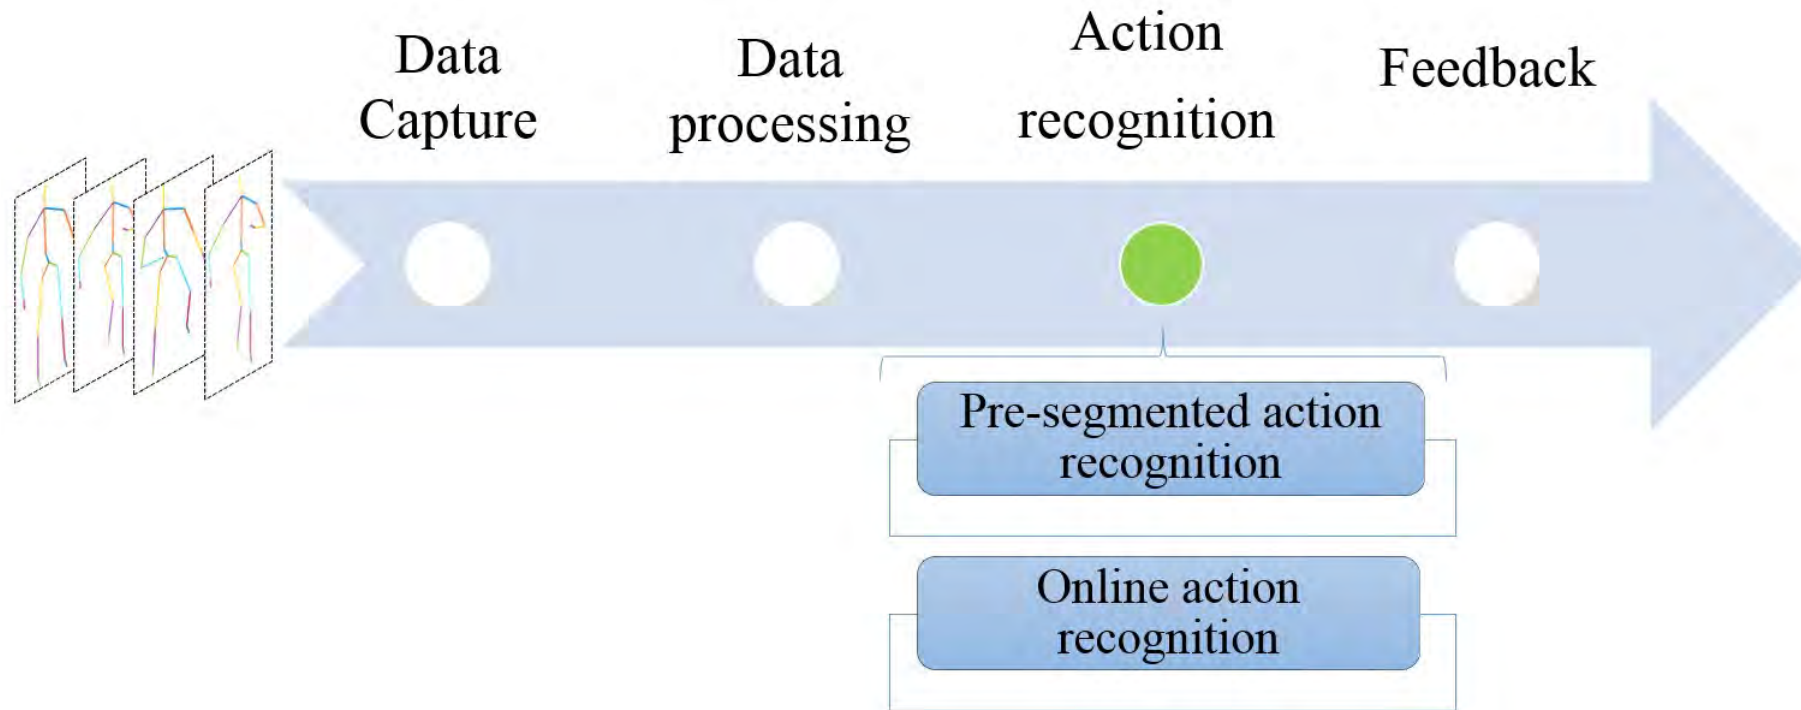 Data
Capture
Data
processing
Action
recognition
Feedback
Pre-segmented action
recognition
Online action
recognition